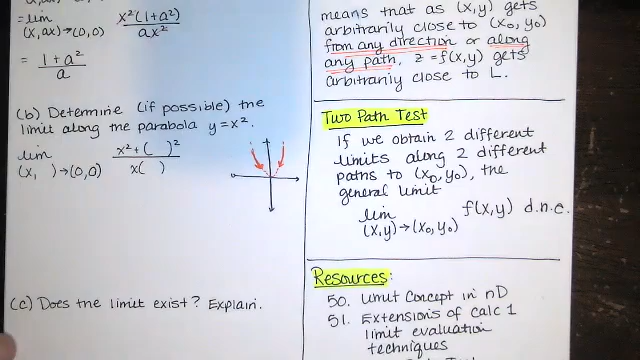 = lim x²(1+a²)
(x,ax)→(0,0) ax²
= 1+a²
a
(b) Determine (if possible) the
limit along the parabola y=x².
lim x²+( )²
(x, )→(0,0) x( )
(c) Does the limit exist? Explain.
means that as (x,y) gets
arbitrarily close to (x₀,y₀)
from any direction or along
any path, z=f(x,y) gets
arbitrarily close to L.
Two Path Test
If we obtain 2 different
limits along 2 different
paths to (x₀,y₀), the
general limit
lim f(x,y) d.n.e.
(x,y)→(x₀,y₀)
Resources:
50. Limit Concept in nD
51. Extensions of Calc 1
limit evaluation
techniques